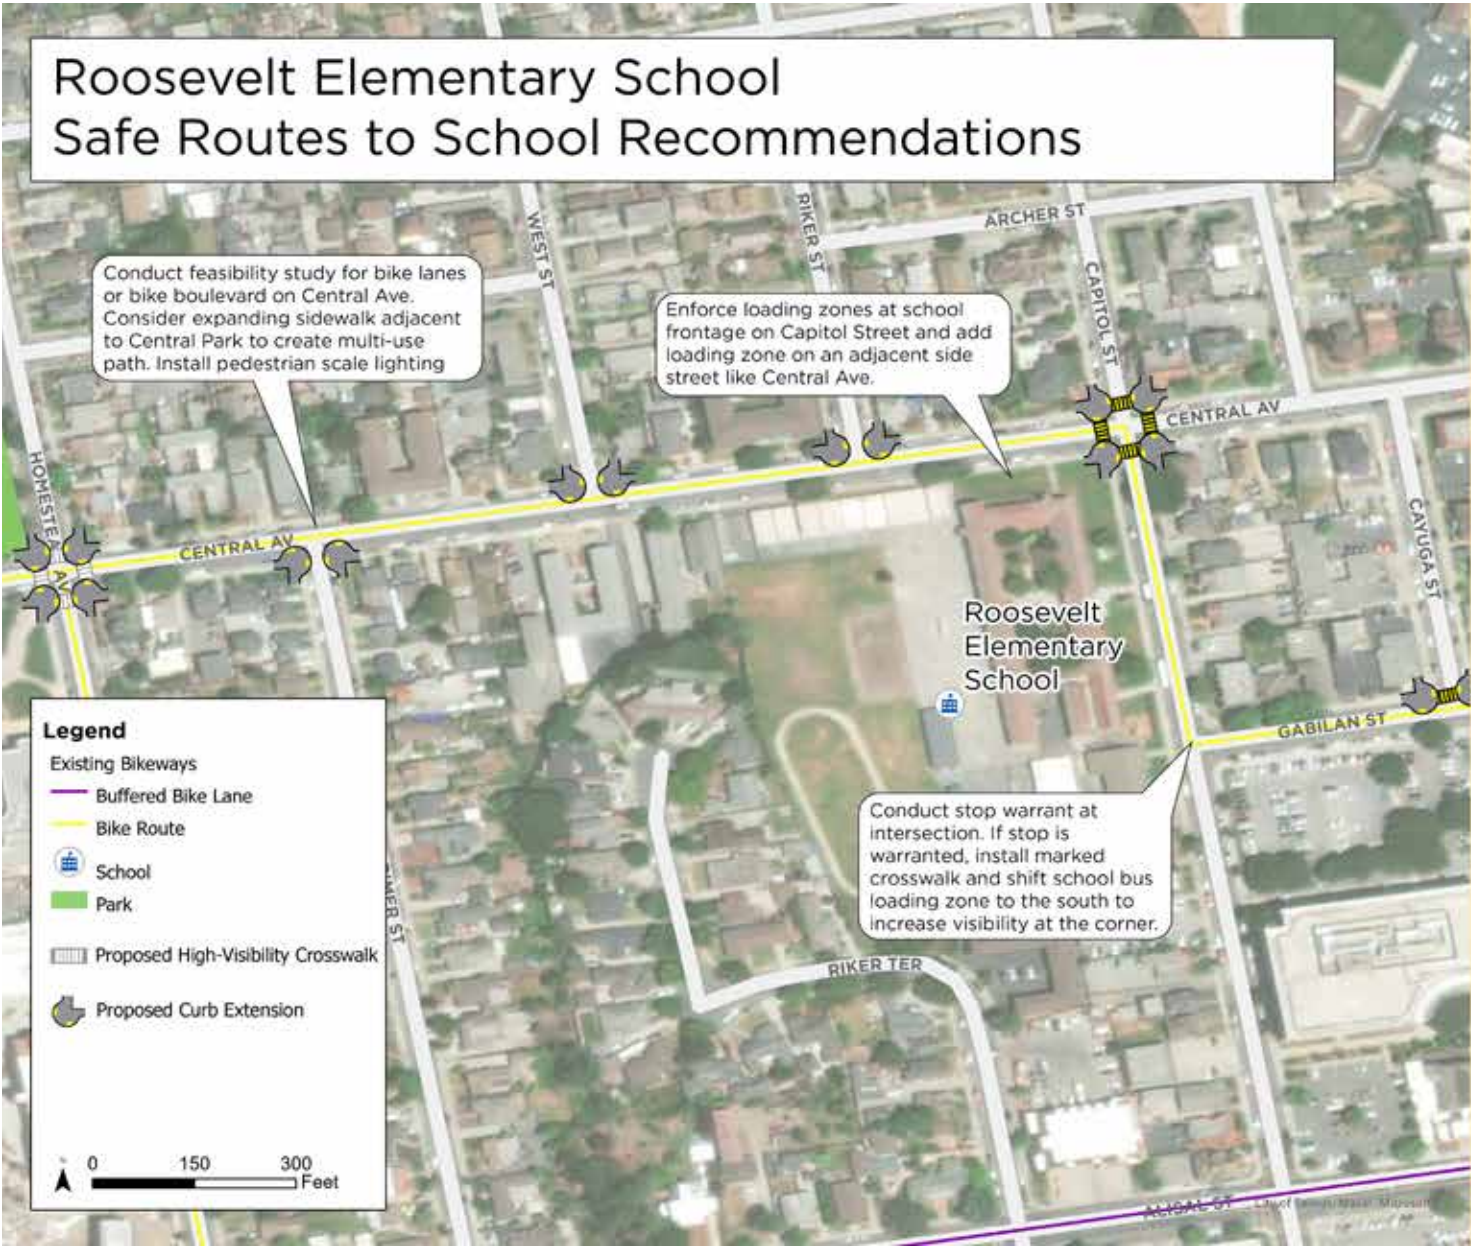 Roosevelt Elementary School
Safe Routes to School Recommendations
ARCHER ST
WEST ST
RIKER ST
CAPITOL ST
Conduct feasibility study for bike lanes
or bike boulevard on Central Ave.
Consider expanding sidewalk adjacent
to Central Park to create multi-use
path. Install pedestrian scale lighting
Enforce loading zones at school
frontage on Capitol Street and add
loading zone on an adjacent side
street like Central Ave.
CENTRAL AV
HOMESTEA
AV
CENTRAL AV
CAYUGA ST
Roosevelt
Elementary
School
GABILAN ST
Conduct stop warrant at
intersection. If stop is
warranted, install marked
crosswalk and shift school bus
loading zone to the south to
increase visibility at the corner.
RIKER TER
ALISAL ST
Legend
Existing Bikeways
Buffered Bike Lane
Bike Route
School
Park
Proposed High-Visibility Crosswalk
Proposed Curb Extension
0 150 300
Feet